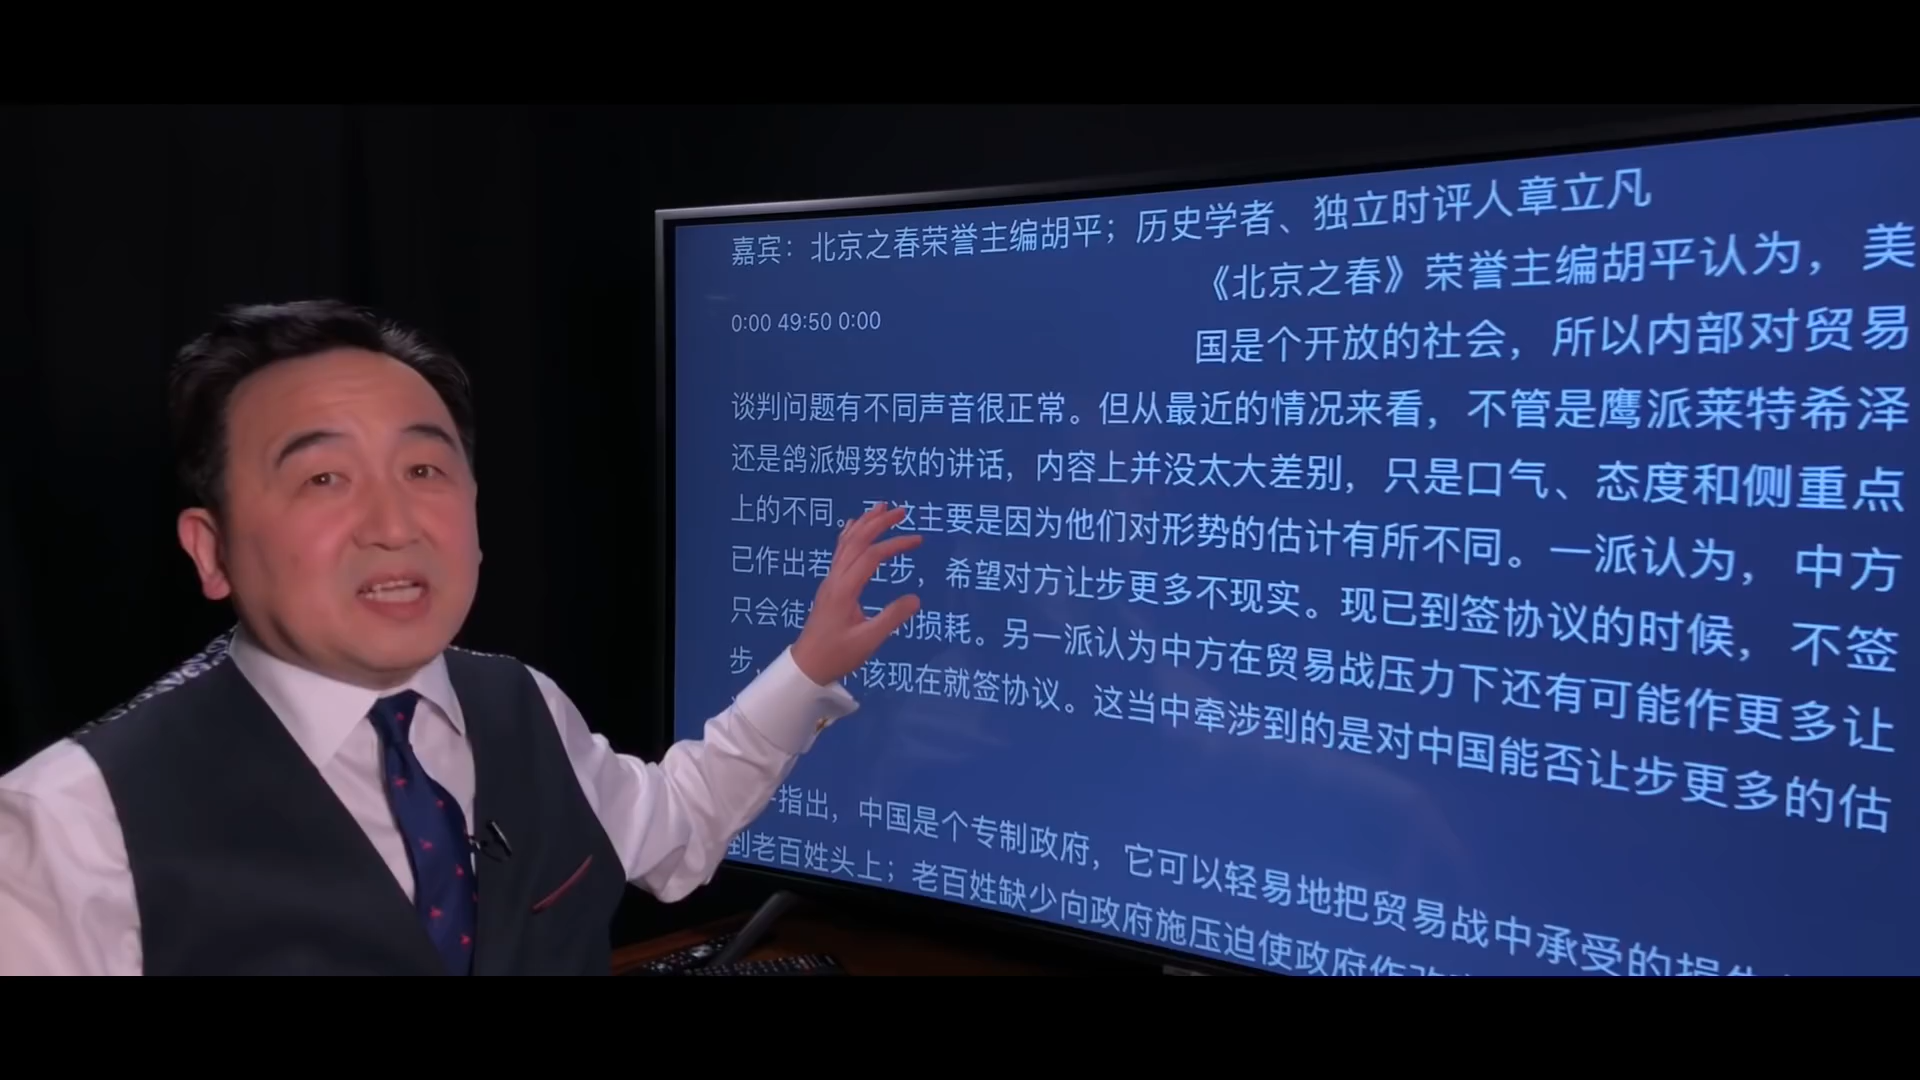 嘉宾：北京之春荣誉主编胡平；历史学者、独立时评人章立凡
《北京之春》荣誉主编胡平认为，美
0:00 49:50 0:00
国是个开放的社会，所以内部对贸易
谈判问题有不同声音很正常。但从最近的情况来看，不管是鹰派莱特希泽
还是鸽派姆努钦的讲话，内容上并没太大差别，只是口气、态度和侧重点
上的不同。这主要是因为他们对形势的估计有所不同。一派认为，中方
已作出若让步，希望对方让步更多不现实。现已到签协议的时候，不签
只会徒的损耗。另一派认为中方在贸易战压力下还有可能作更多让
步，不该现在就签协议。这当中牵涉到的是对中国能否让步更多的估
指出，中国是个专制政府，它可以轻易地把贸易战中承受的损失
到老百姓头上；老百姓缺少向政府施压迫使政府作